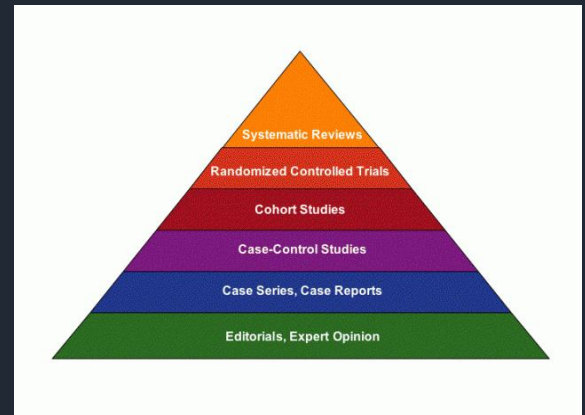 Systematic Reviews
Randomized Controlled Trials
Cohort Studies
Case-Control Studies
Case Series, Case Reports
Editorials, Expert Opinion